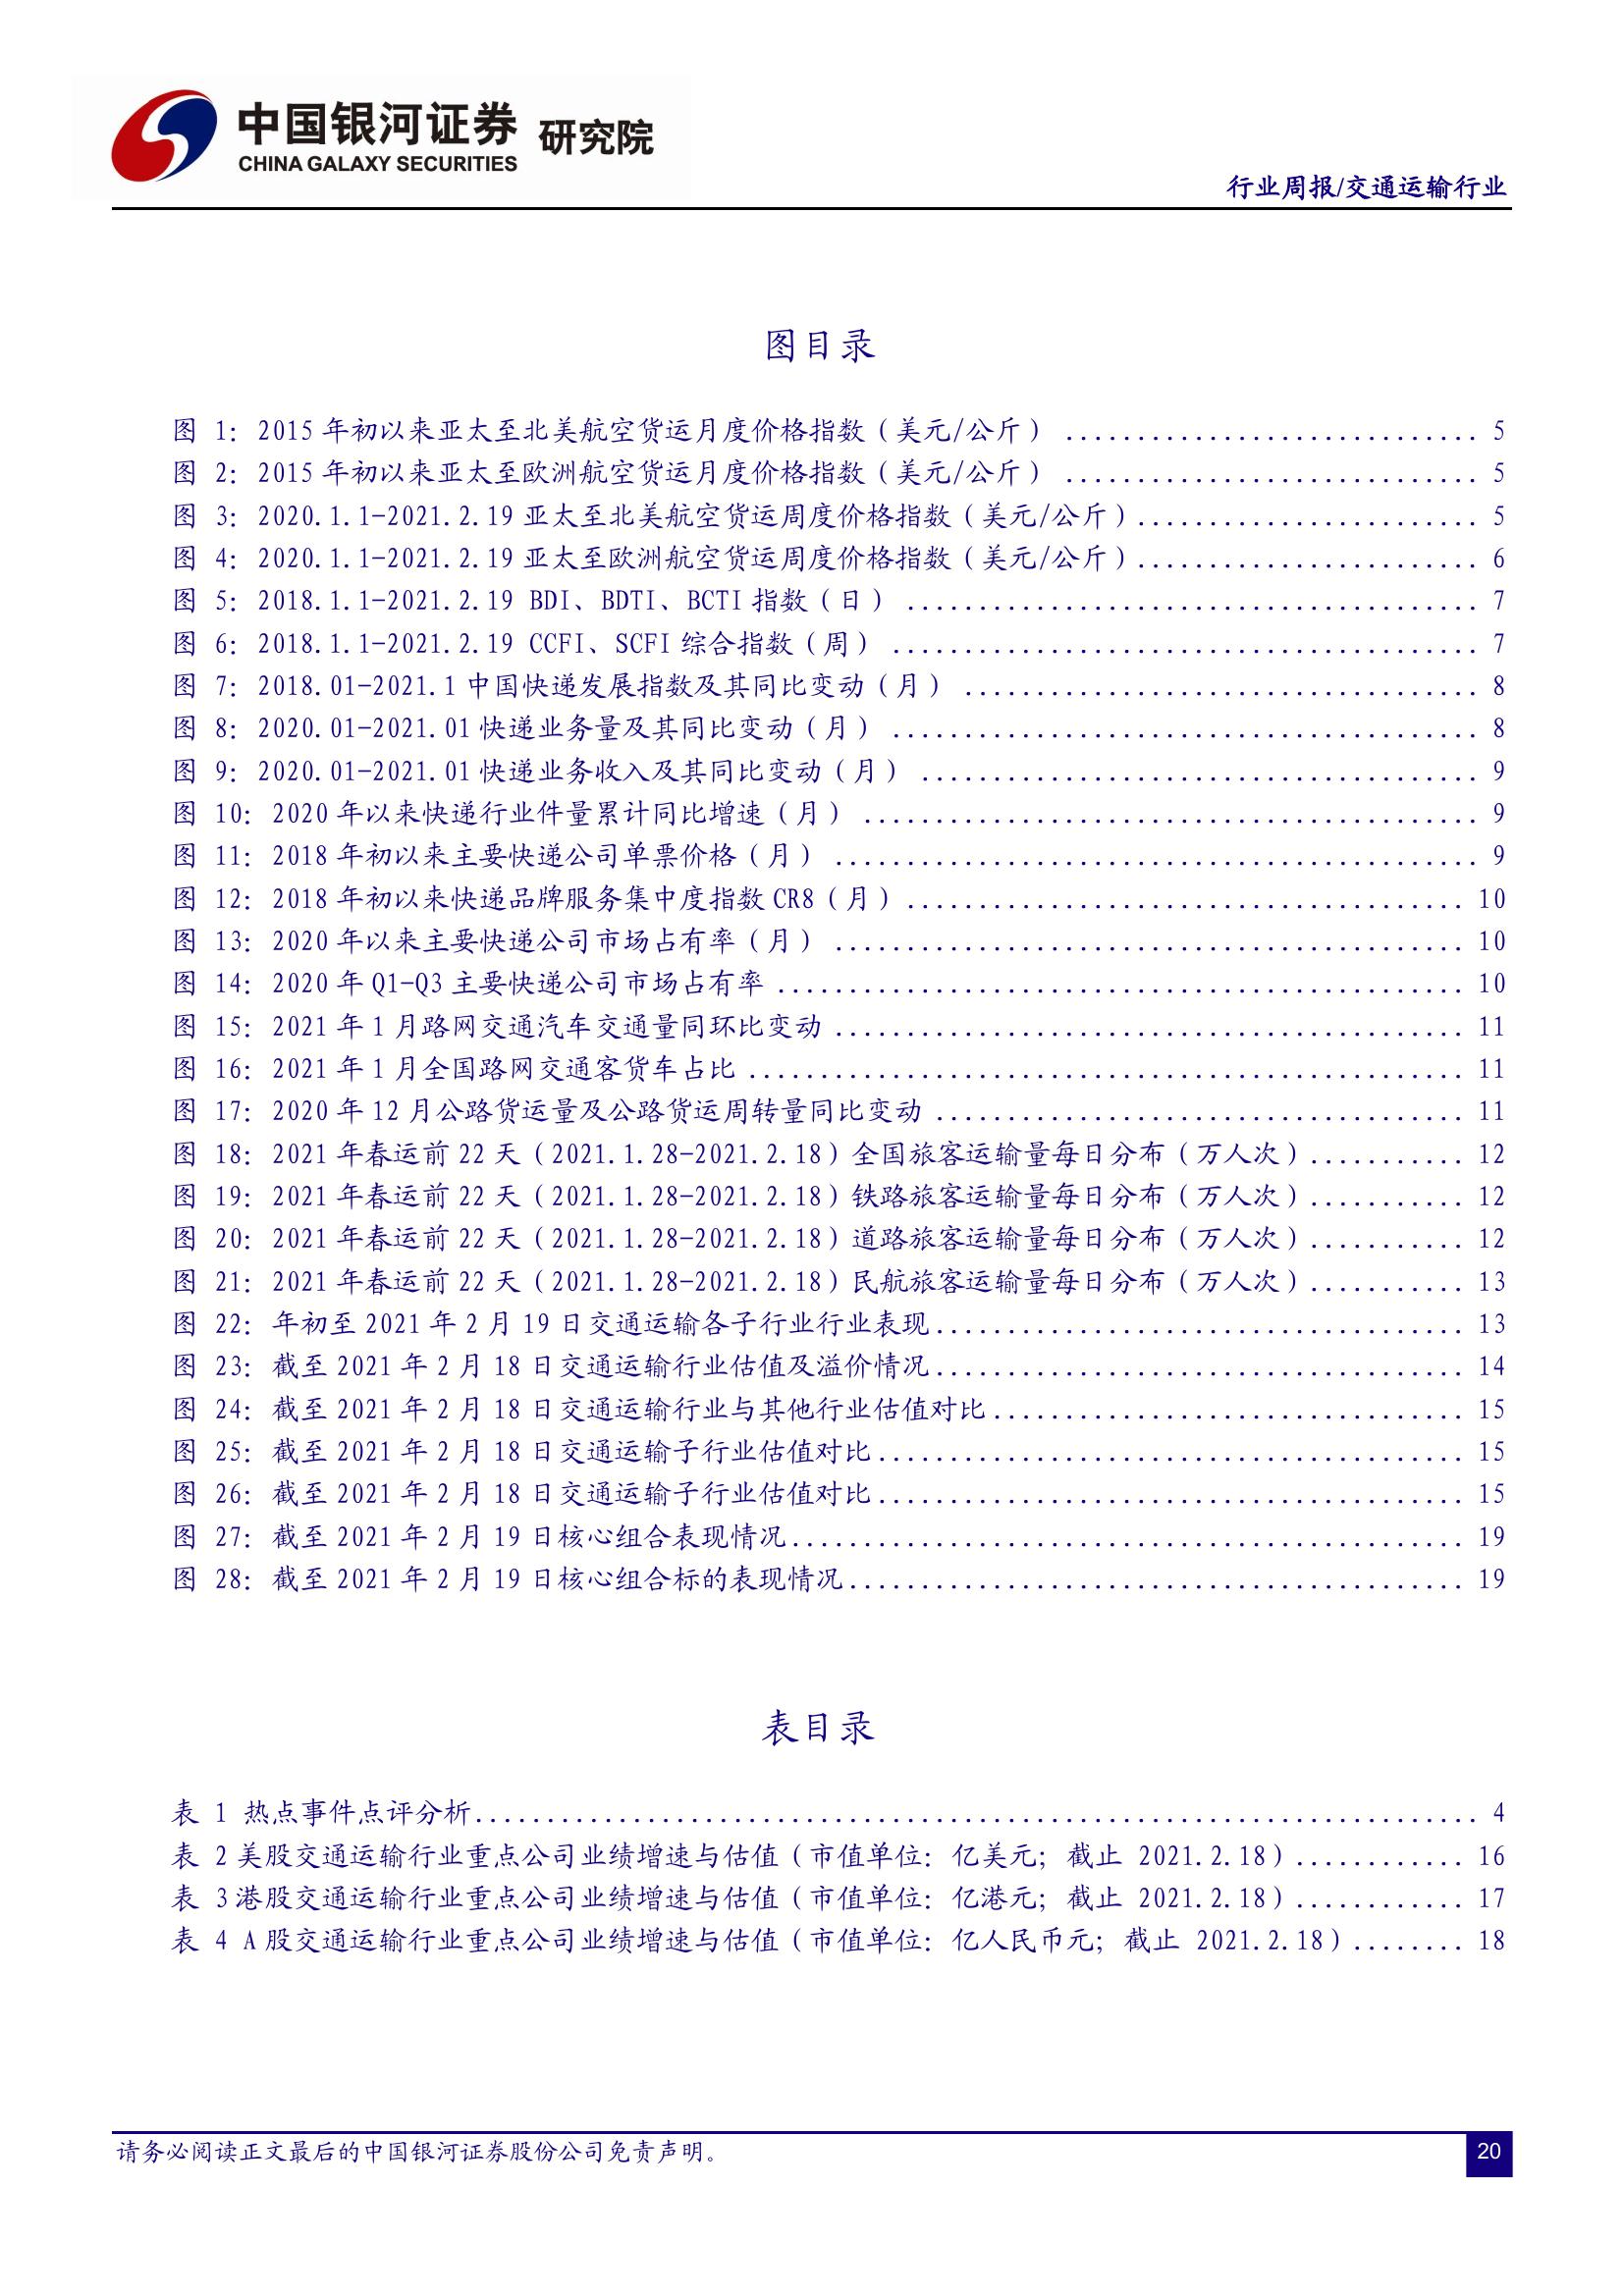 中国银河证券 研究院
CHINA GALAXY SECURITIES
行业周报/交通运输行业
图目录
图 1：2015 年初以来亚太至北美航空货运月度价格指数（美元/公斤） ............................. 5
图 2：2015 年初以来亚太至欧洲航空货运月度价格指数（美元/公斤） ............................. 5
图 3：2020.1.1-2021.2.19 亚太至北美航空货运周度价格指数（美元/公斤）........................ 5
图 4：2020.1.1-2021.2.19 亚太至欧洲航空货运周度价格指数（美元/公斤）........................ 6
图 5：2018.1.1-2021.2.19 BDI、BDTI、BCTI 指数（日） ........................................ 7
图 6：2018.1.1-2021.2.19 CCFI、SCFI 综合指数（周） ......................................... 7
图 7：2018.01-2021.1 中国快递发展指数及其同比变动（月） .................................... 8
图 8：2020.01-2021.01 快递业务量及其同比变动（月） ......................................... 8
图 9：2020.01-2021.01 快递业务收入及其同比变动（月） ....................................... 9
图 10：2020 年以来快递行业件量累计同比增速（月） ........................................... 9
图 11：2018 年初以来主要快递公司单票价格（月） ............................................. 9
图 12：2018 年初以来快递品牌服务集中度指数 CR8（月）....................................... 10
图 13：2020 年以来主要快递公司市场占有率（月） ............................................ 10
图 14：2020 年 Q1-Q3 主要快递公司市场占有率 ................................................ 10
图 15：2021 年 1 月路网交通汽车交通量同环比变动 ............................................ 11
图 16：2021 年 1 月全国路网交通客货车占比 .................................................. 11
图 17：2020 年 12 月公路货运量及公路货运周转量同比变动 ..................................... 11
图 18：2021 年春运前 22 天（2021.1.28-2021.2.18）全国旅客运输量每日分布（万人次）........... 12
图 19：2021 年春运前 22 天（2021.1.28-2021.2.18）铁路旅客运输量每日分布（万人次）........... 12
图 20：2021 年春运前 22 天（2021.1.28-2021.2.18）道路旅客运输量每日分布（万人次）........... 12
图 21：2021 年春运前 22 天（2021.1.28-2021.2.18）民航旅客运输量每日分布（万人次）........... 13
图 22：年初至 2021 年 2 月 19 日交通运输各子行业行业表现..................................... 13
图 23：截至 2021 年 2 月 18 日交通运输行业估值及溢价情况..................................... 14
图 24：截至 2021 年 2 月 18 日交通运输行业与其他行业估值对比................................. 15
图 25：截至 2021 年 2 月 18 日交通运输子行业估值对比......................................... 15
图 26：截至 2021 年 2 月 18 日交通运输子行业估值对比......................................... 15
图 27：截至 2021 年 2 月 19 日核心组合表现情况............................................... 19
图 28：截至 2021 年 2 月 19 日核心组合标的表现情况........................................... 19
表目录
表 1 热点事件点评分析...................................................................... 4
表 2 美股交通运输行业重点公司业绩增速与估值（市值单位：亿美元；截止 2021.2.18）............ 16
表 3 港股交通运输行业重点公司业绩增速与估值（市值单位：亿港元；截止 2021.2.18）............ 17
表 4 A 股交通运输行业重点公司业绩增速与估值（市值单位：亿人民币元；截止 2021.2.18）........ 18
请务必阅读正文最后的中国银河证券股份公司免责声明。
20